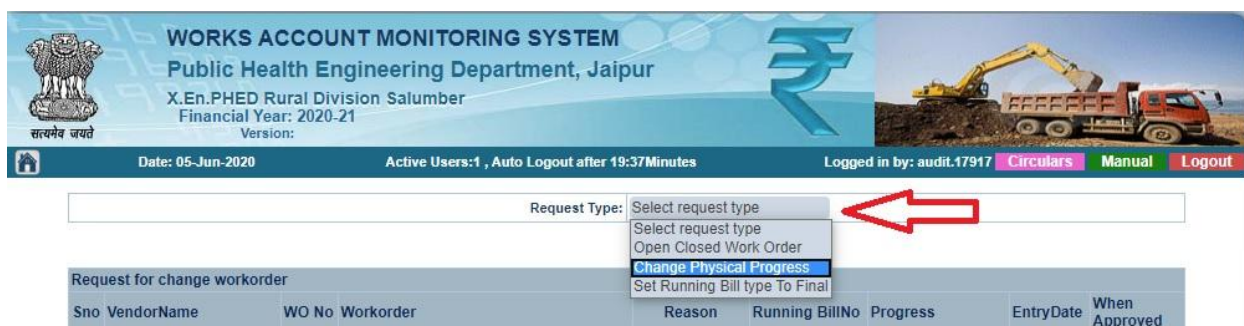 WORKS ACCOUNT MONITORING SYSTEM
Public Health Engineering Department, Jaipur
X.En.PHED Rural Division Salumber
Financial Year: 2020-21
Version:
सत्यमेव जयते
Date: 05-Jun-2020 Active Users:1 , Auto Logout after 19:37Minutes Logged in by: audit.17917 Circulars Manual Logout
Request Type: Select request type
Select request type
Open Closed Work Order
Change Physical Progress
Set Running Bill type To Final
Request for change workorder
Sno VendorName WO No Workorder Reason Running BillNo Progress EntryDate When Approved